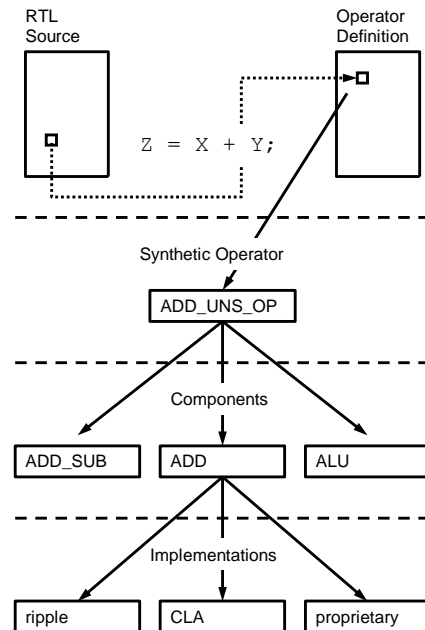 RTL
Source
Operator
Definition
Z = X + Y;
Synthetic Operator
ADD_UNS_OP
Components
ADD_SUB
ADD
ALU
Implementations
ripple
CLA
proprietary